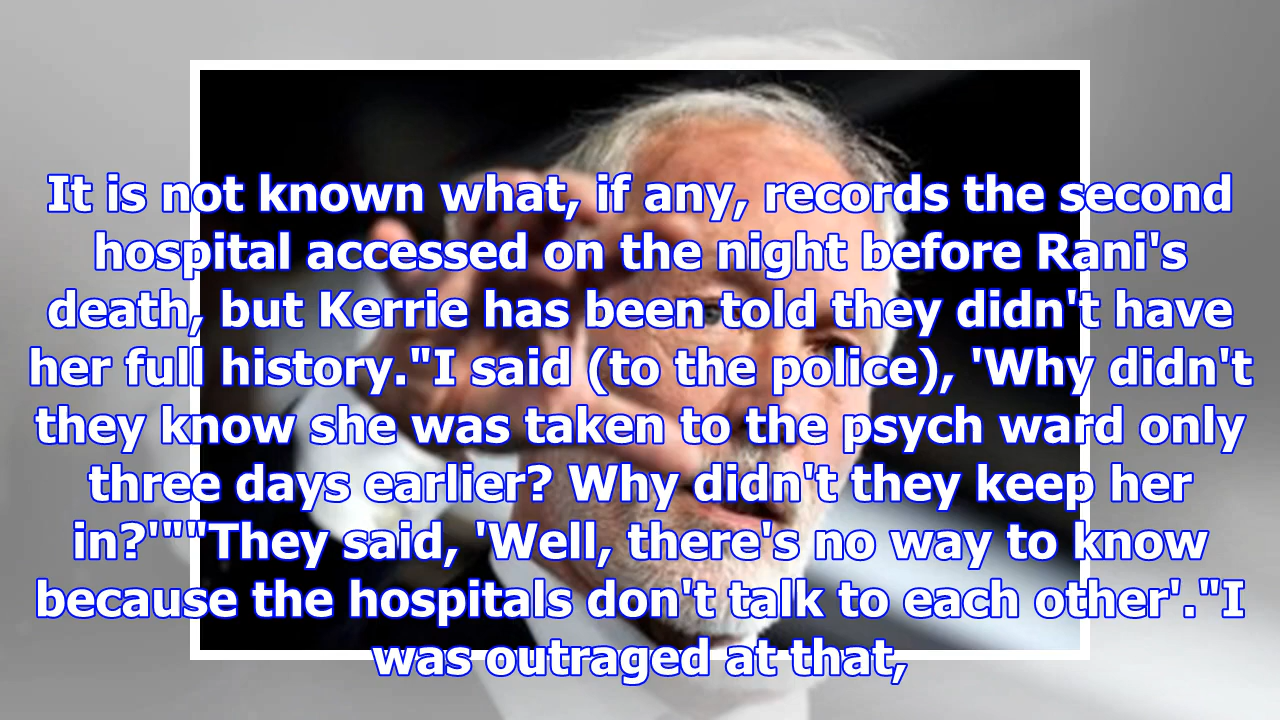 It is not known what, if any, records the second
hospital accessed on the night before Rani's
death, but Kerrie has been told they didn't have
her full history."I said (to the police), 'Why didn't
they know she was taken to the psych ward only
three days earlier? Why didn't they keep her
in?'""They said, 'Well, there's no way to know
because the hospitals don't talk to each other'."I
was outraged at that,